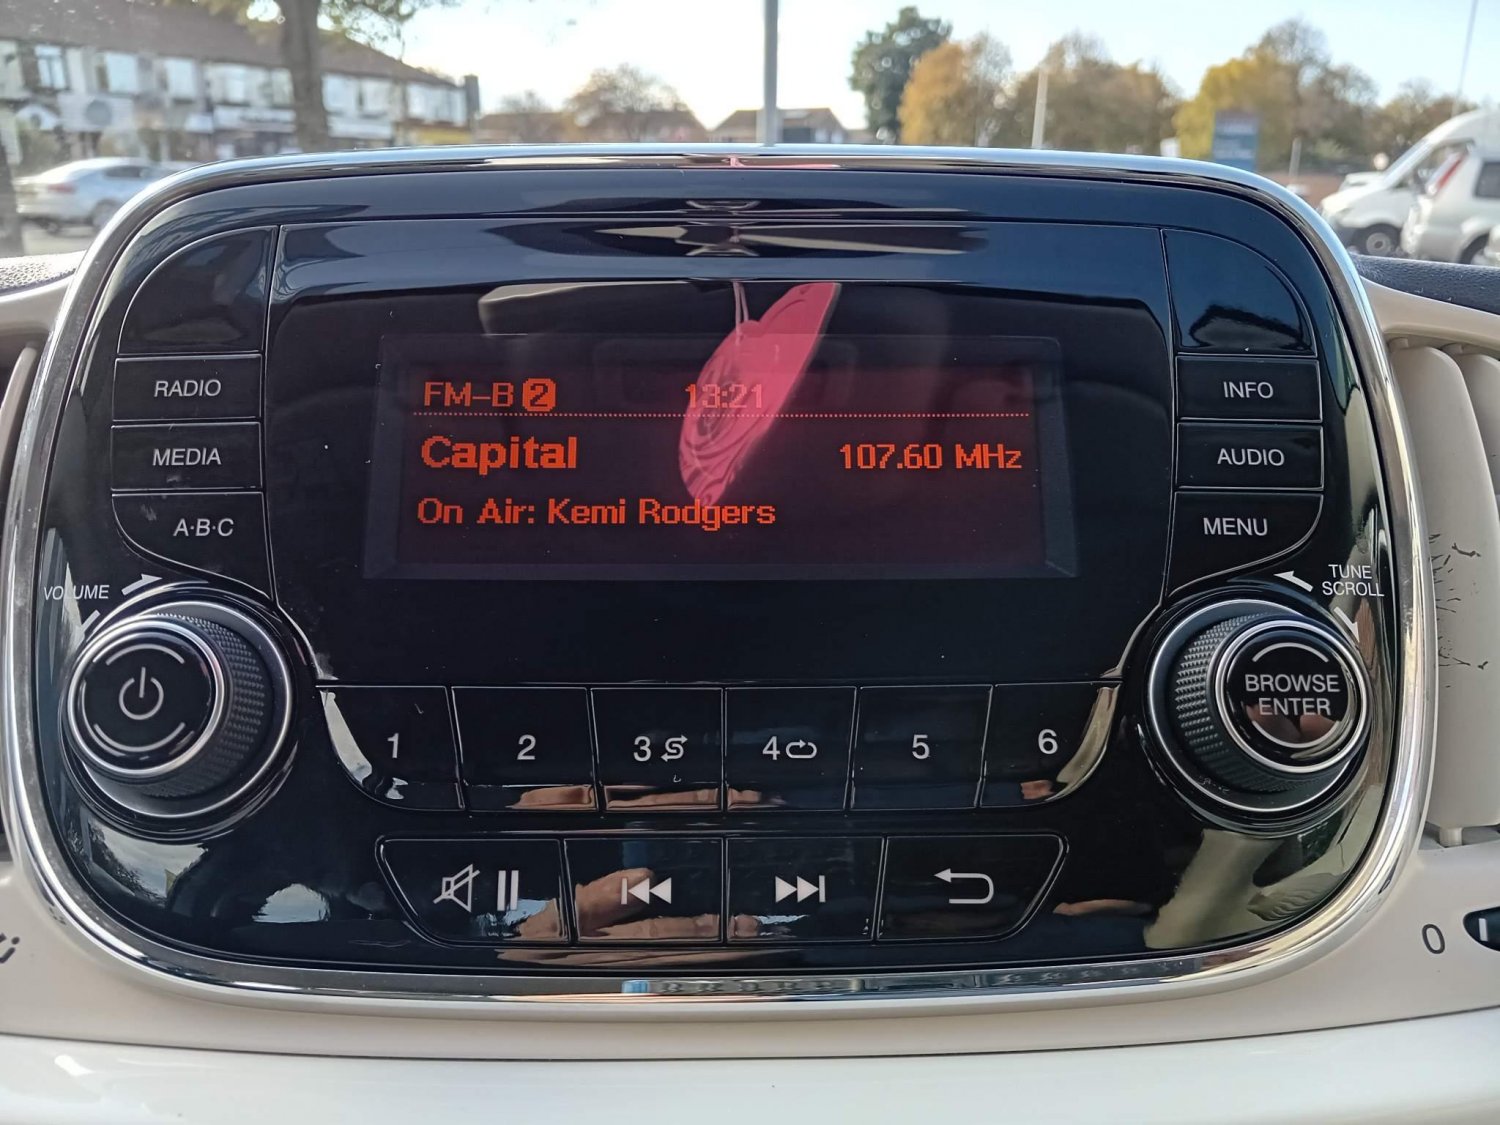 FM-B 2 13:21
Capital 107.60 MHz
On Air: Kemi Rodgers
RADIO
MEDIA
A·B·C
VOLUME
INFO
AUDIO
MENU
TUNE
SCROLL
BROWSE
ENTER
1 2 3 4 5 6
0